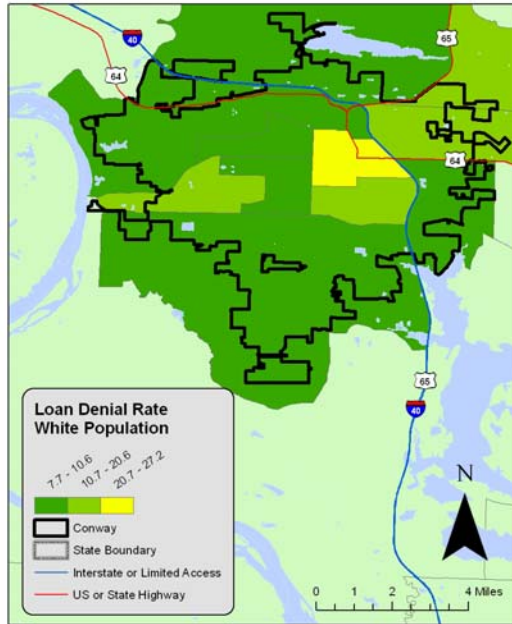 40
65
64
64
65
40
Loan Denial Rate
White Population
7.7 - 10.6
10.7 - 20.6
20.7 - 27.2
Conway
State Boundary
Interstate or Limited Access
US or State Highway
N
0 1 2 4 Miles